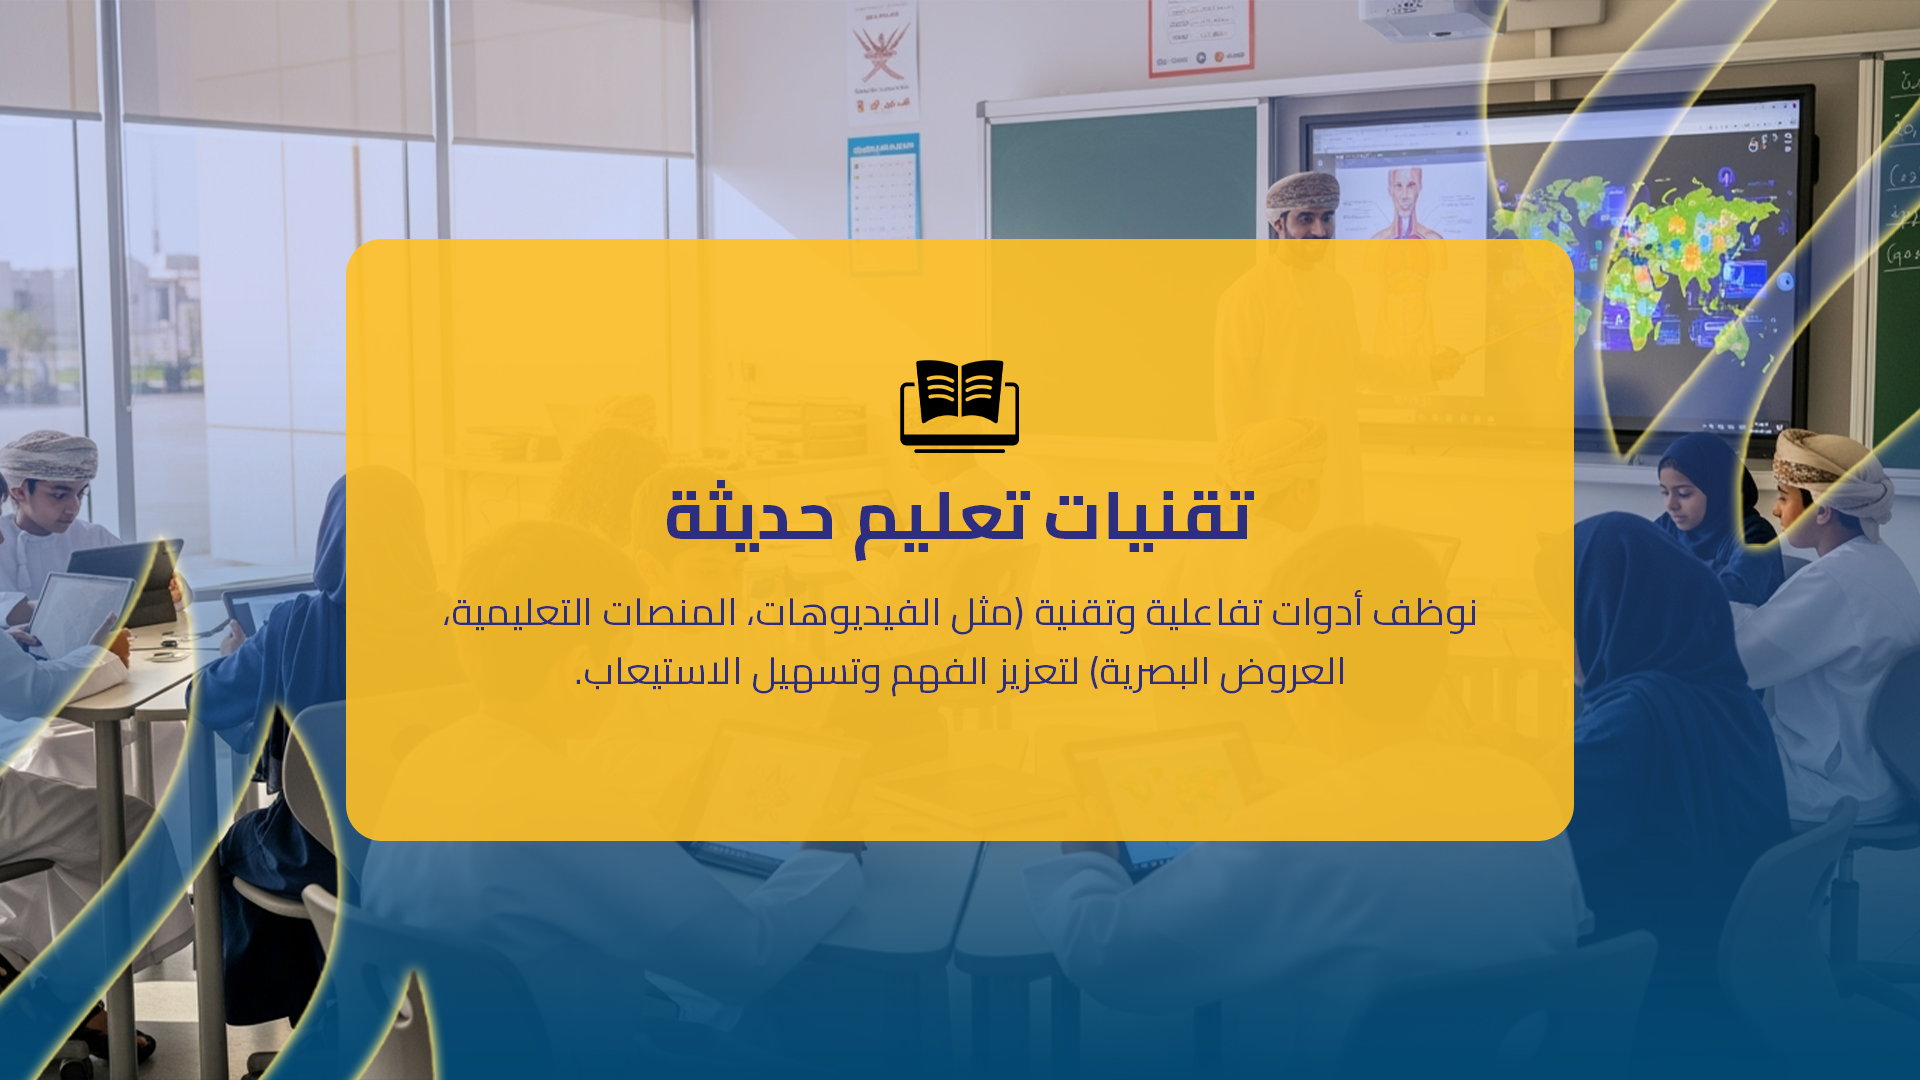 تقنيات تعليم حديثة
نوظف أدوات تفاعلية وتقنية (مثل الفيديوهات، المنصات التعليمية،
العروض البصرية) لتعزيز الفهم وتسهيل الاستيعاب.